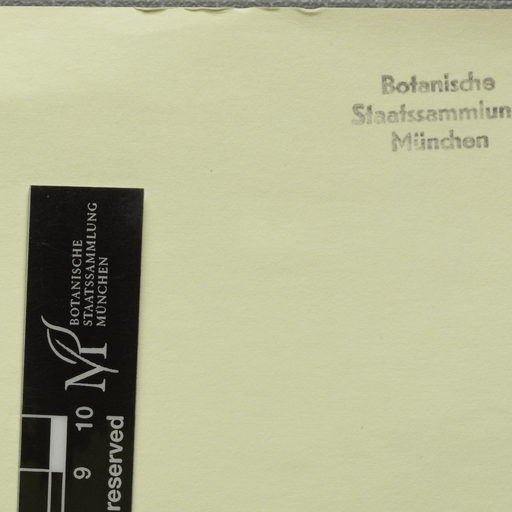 Botanische
Staatssammlun
München
BOTANISCHE
STAATSSAMMLUNG
MÜNCHEN
M
9 10
reserved